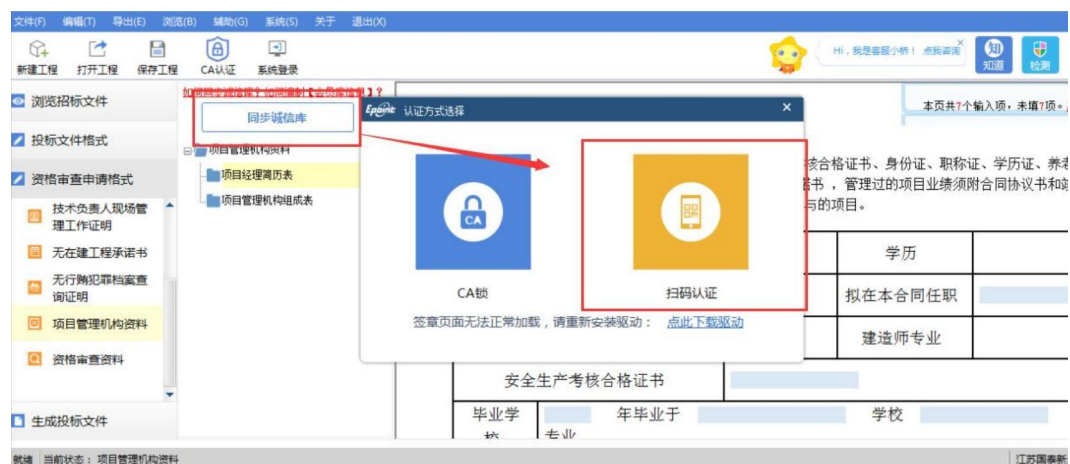 文件(F) 编辑(T) 导出(E) 浏览(B) 辅助(G) 系统(S) 关于 退出(X)
新建工程 打开工程 保存工程 CA认证 系统登录
Hi，我是客服小桥！ 点我咨询
知
知道
检测
浏览招标文件
投标文件格式
资格审查申请格式
技术负责人现场管
理工作证明
无在建工程承诺书
无行贿犯罪档案查
询证明
项目管理机构资料
资格审查资料
生成投标文件
同步诚信库
项目管理机构资料
项目经理简历表
项目管理机构组成表
Epoint 认证方式选择
CA
CA锁
扫码认证
签章页面无法正常加载，请重新安装驱动： 点此下载驱动
本页共7个输入项，未填7项。
核合格证书、身份证、职称证、学历证、养老
管理过的项目业绩须附合同协议书和竣
与的项目。
学历
拟在本合同任职
建造师专业
安全生产考核合格证书
毕业学 年毕业于 学校
校 专业
就绪 当前状态：项目管理机构资料
江苏国泰新